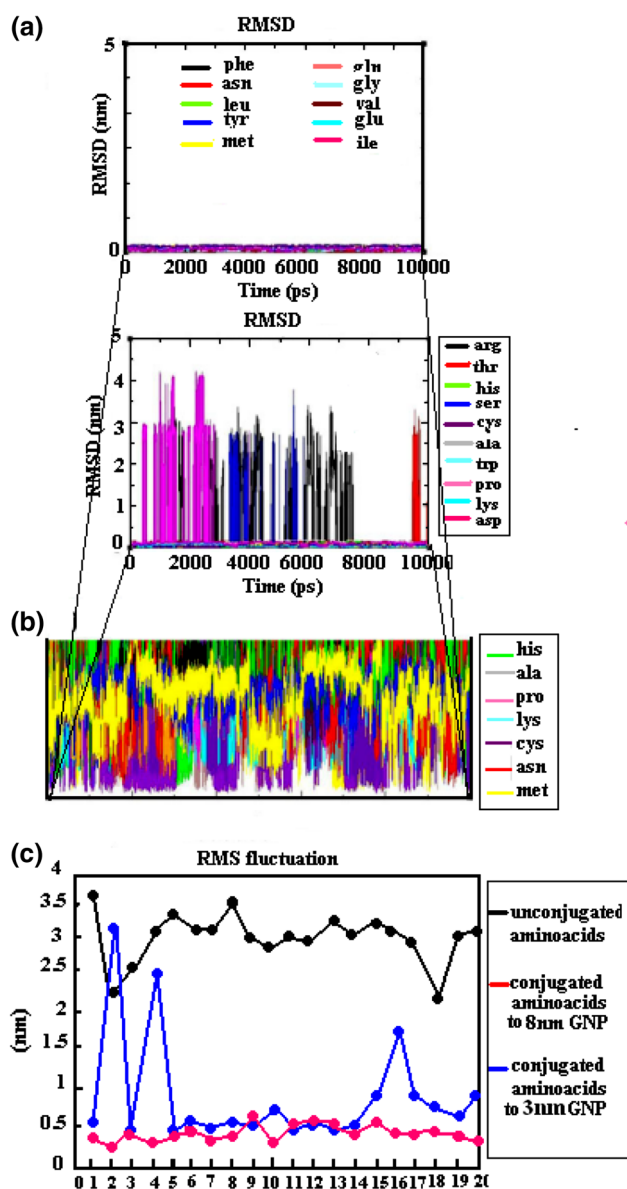 (a)
RMSD
5
phe
gln
asn
gly
leu
val
tyr
glu
met
ile
RMSD (nm)
0
0 2000 4000 6000 8000 10000
Time (ps)
RMSD
5
4
3
2
1
0
RMSD (nm)
arg
thr
his
ser
cys
ala
trp
pro
lys
asp
0 2000 4000 6000 8000 10000
Time (ps)
(b)
his
ala
pro
lys
cys
asn
met
(c)
RMS fluctuation
4
3.5
3
2.5
2
1.5
1
0.5
0
(nm)
unconjugated
aminoacids
conjugated
aminoacids
to 8nm GNP
conjugated
aminoacids
to 3nm GNP
0 1 2 3 4 5 6 7 8 9 10 11 12 13 14 15 16 17 18 19 20